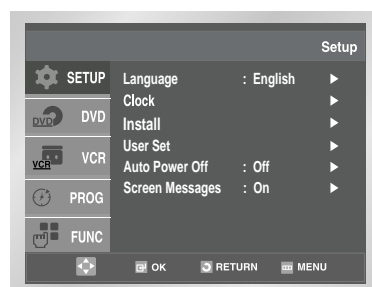 Setup
SETUP
Language : English ►
Clock ►
Install ►
User Set ►
Auto Power Off : Off ►
Screen Messages : On ►
DVD DVD
VCR VCR
PROG
FUNC
OK RETURN MENU